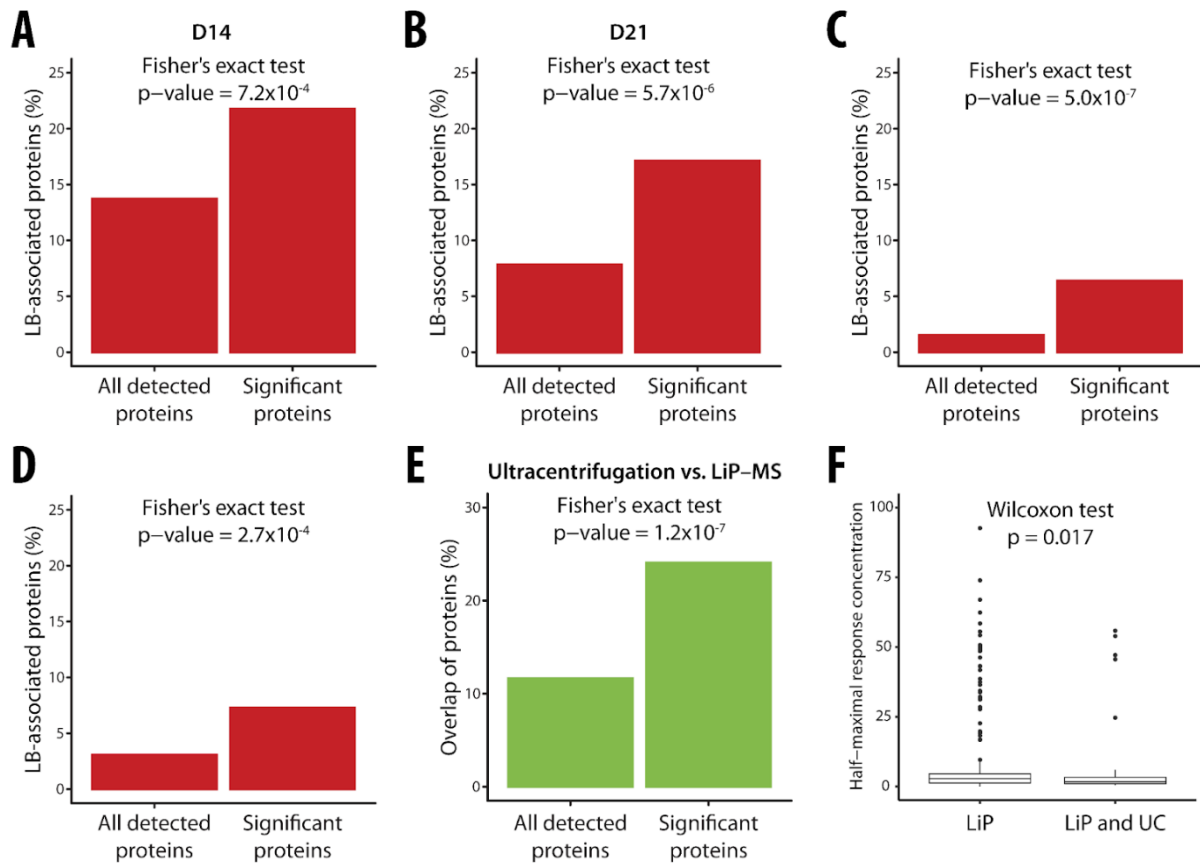 A
D14
Fisher's exact test
p−value = 7.2x10⁻⁴
LB-associated proteins (%)
25
20
15
10
5
0
All detected
proteins
Significant
proteins
B
D21
Fisher's exact test
p−value = 5.7x10⁻⁶
LB-associated proteins (%)
25
20
15
10
5
0
All detected
proteins
Significant
proteins
C
Fisher's exact test
p−value = 5.0x10⁻⁷
LB-associated proteins (%)
25
20
15
10
5
0
All detected
proteins
Significant
proteins
D
Fisher's exact test
p−value = 2.7x10⁻⁴
LB-associated proteins (%)
25
20
15
10
5
0
All detected
proteins
Significant
proteins
E
Ultracentrifugation vs. LiP−MS
Fisher's exact test
p−value = 1.2x10⁻⁷
Overlap of proteins (%)
30
20
10
0
All detected
proteins
Significant
proteins
F
Wilcoxon test
p = 0.017
Half−maximal response concentration
100
75
50
25
0
LiP
LiP and UC